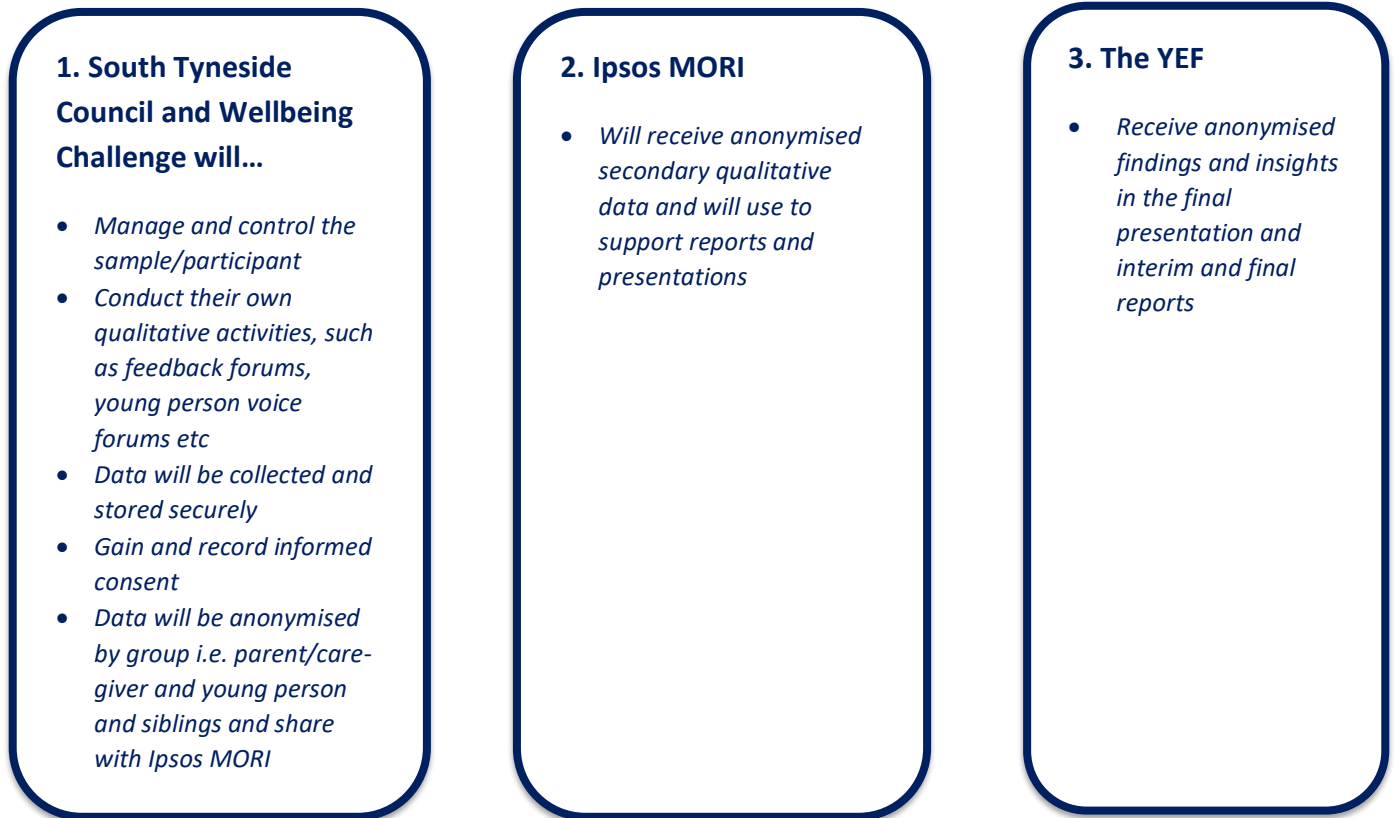 1. South Tyneside
Council and Wellbeing
Challenge will…
• Manage and control the
sample/participant
• Conduct their own
qualitative activities, such
as feedback forums,
young person voice
forums etc
• Data will be collected and
stored securely
• Gain and record informed
consent
• Data will be anonymised
by group i.e. parent/care-
giver and young person
and siblings and share
with Ipsos MORI
2. Ipsos MORI
• Will receive anonymised
secondary qualitative
data and will use to
support reports and
presentations
3. The YEF
• Receive anonymised
findings and insights
in the final
presentation and
interim and final
reports